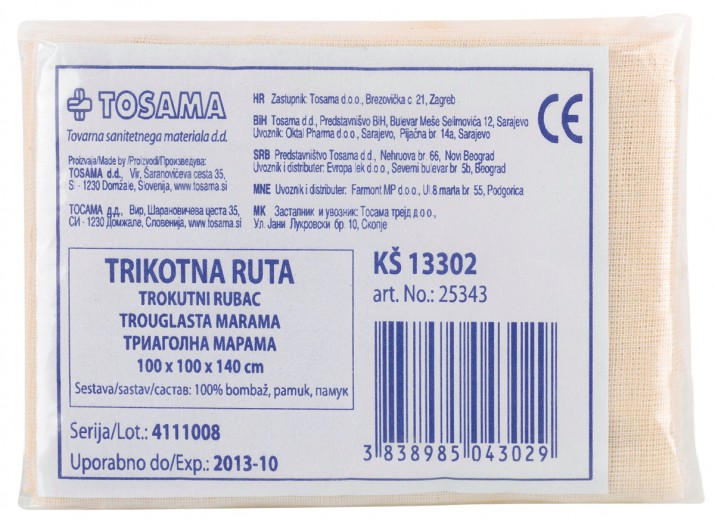 TOSAMA
Tovarna sanitetnega materiala d.d.
Proizvaja/Made by /Proizvodi/Произведува:
TOSAMA d.d., Vir, Šaranovičeva cesta 35,
SI - 1230 Domžale, Slovenija, www.tosama.si
ТОСАМА д.д., Вир, Шарановичева цеста 35,
СИ - 1230 Домжале, Словенија, www.tosama.si
HR Zastupnik: Tosama d.o.o., Brezovička c. 21, Zagreb
BIH Tosama d.d., Predstavništvo BIH, Bulevar Meše Selimovića 12, Sarajevo
Uvoznik: Oktal Pharma d.o.o., Sarajevo, Pijačna br. 14a, Sarajevo
SRB Predstavništvo Tosama d.d., Nehruova br. 66, Novi Beograd
Uvoznik i distributer: Evropa lek d.o.o., Severni bulevar br. 5b, Beograd
MNE Uvoznik i distributer: Farmont MP d.o.o., Ul 8 marta br. 55, Podgorica
МК Застапник и увозник: Тосама трејд д о о ,
Ул. Јани Лукровски бр. 10, Скопје
CE
TRIKOTNA RUTA
TROKUTNI RUBAC
TROUGLASTA MARAMA
ТРИАГОЛНА МАРАМА
100 x 100 x 140 cm
Sestava/sastav/состав: 100% bombaž, pamuk, памук
Serija/Lot.: 4111008
Uporabno do/Exp.: 2013-10
KŠ 13302
art. No.: 25343
3 838985 043029